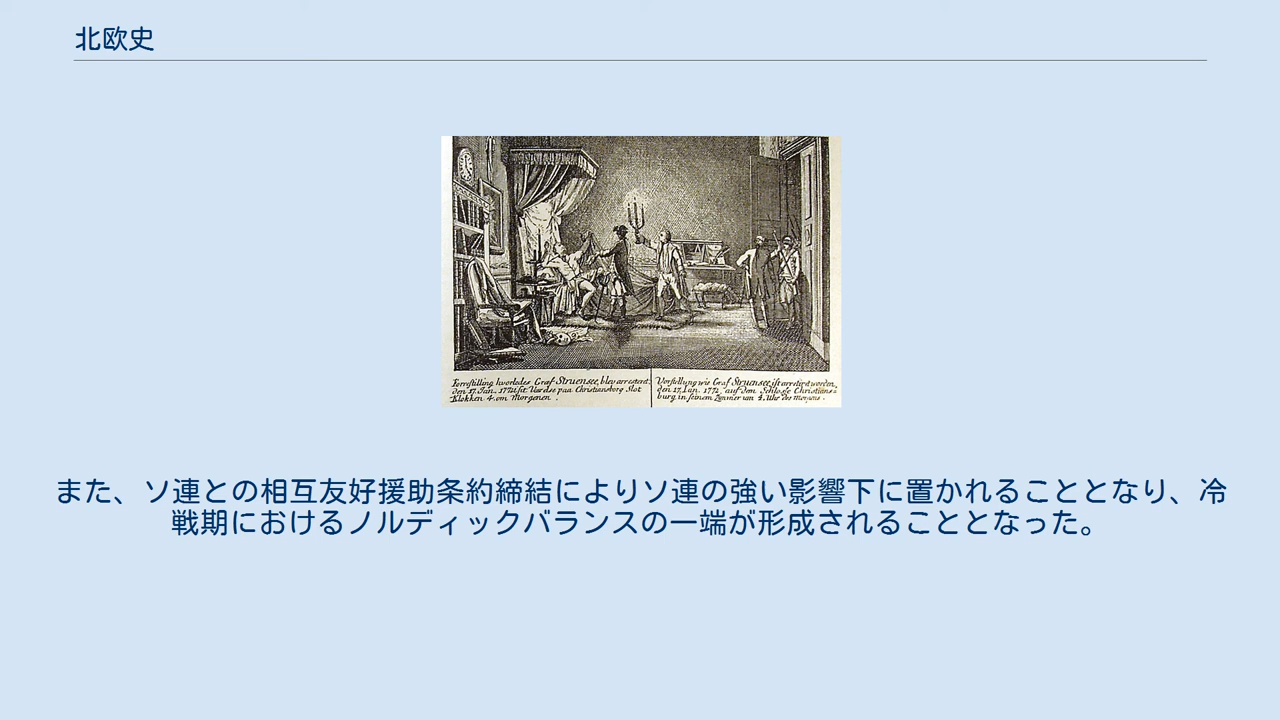 北欧史
Forestilling hvorledes Graf Struensee, blev arresteret,
den 17. Jan. 1772 paa Christiansborg Slot
Klokken 4. om Morgenen.
Vorstellung wie Graf Struensee, ist arretirt worden,
den 17. Jan. 1772, auf dem Schlosse Christians=
burg in seinem Zimmer um 4. Uhr des Morgens.
また、ソ連との相互友好援助条約締結によりソ連の強い影響下に置かれることとなり、冷
戦期におけるノルディックバランスの一端が形成されることとなった。